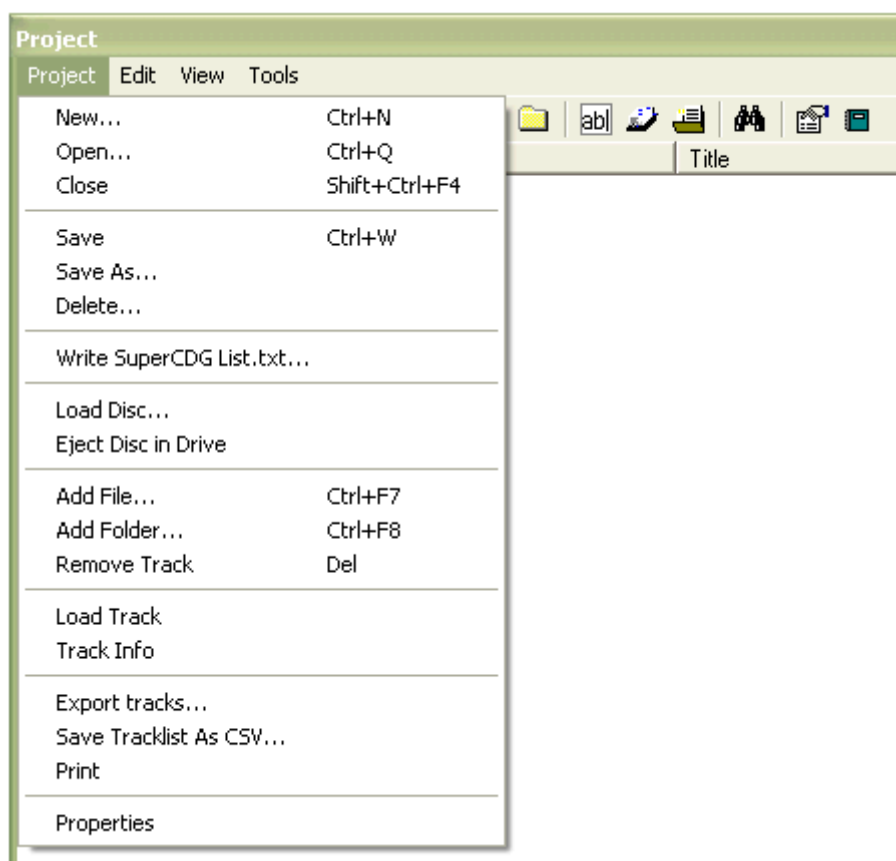 Project
Project Edit View Tools
New... Ctrl+N
Open... Ctrl+Q
Close Shift+Ctrl+F4
Save Ctrl+W
Save As...
Delete...
Write SuperCDG List.txt...
Load Disc...
Eject Disc in Drive
Add File... Ctrl+F7
Add Folder... Ctrl+F8
Remove Track Del
Load Track
Track Info
Export tracks...
Save Tracklist As CSV...
Print
Properties
ab
Title